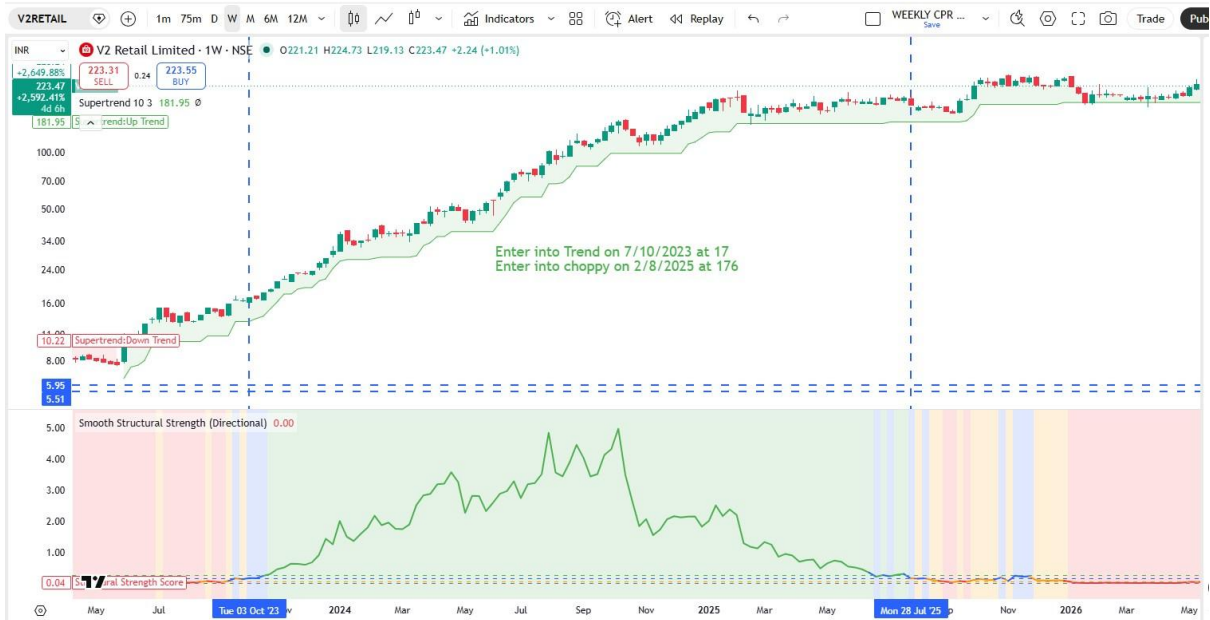 V2RETAIL 1m 75m D W M 6M 12M Indicators Alert Replay WEEKLY CPR ... Save Trade Pub
INR V2 Retail Limited · 1W · NSE O221.21 H224.73 L219.13 C223.47 +2.24 (+1.01%)
+2,649.88%
223.31 SELL 0.24 223.55 BUY
223.47
+2,592.41%
4d 6h
Supertrend 10 3 181.95 Ø
181.95 trend:Up Trend
100.00
70.00
50.00
34.00
Enter into Trend on 7/10/2023 at 17
Enter into choppy on 2/8/2025 at 176
24.00
16.00
11.00
10.22 Supertrend:Down Trend
8.00
5.95
5.51
Smooth Structural Strength (Directional) 0.00
5.00
4.00
3.00
2.00
1.00
0.04 Strength Score
May Jul Tue 03 Oct '23 2024 Mar May Jul Sep Nov 2025 Mar May Mon 28 Jul '25 Nov 2026 Mar May